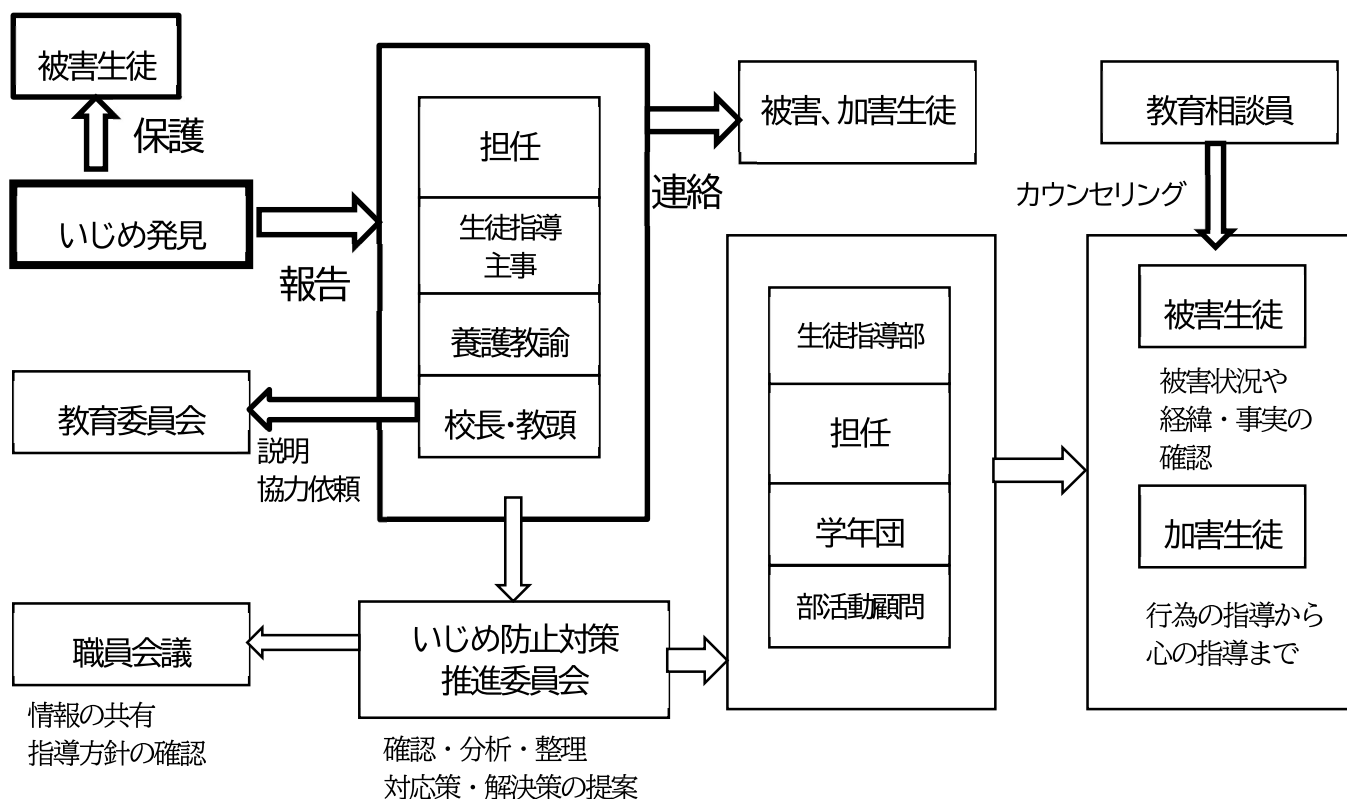 被害生徒
保護
いじめ発見
報告
担任
生徒指導
主事
養護教諭
校長・教頭
連絡
被害、加害生徒
教育委員会
説明
協力依頼
いじめ防止対策
推進委員会
確認・分析・整理
対応策・解決策の提案
職員会議
情報の共有
指導方針の確認
生徒指導部
担任
学年団
部活動顧問
教育相談員
カウンセリング
被害生徒
被害状況や
経緯・事実の
確認
加害生徒
行為の指導から
心の指導まで